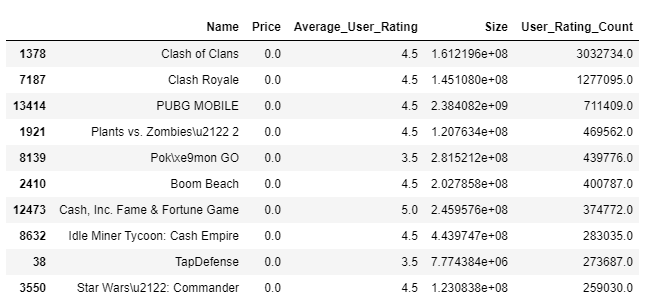 Name Price Average_User_Rating Size User_Rating_Count
1378 Clash of Clans 0.0 4.5 1.612196e+08 3032734.0
7187 Clash Royale 0.0 4.5 1.451080e+08 1277095.0
13414 PUBG MOBILE 0.0 4.5 2.384082e+09 711409.0
1921 Plants vs. Zombies\u2122 2 0.0 4.5 1.207634e+08 469562.0
8139 Pok\xe9mon GO 0.0 3.5 2.815212e+08 439776.0
2410 Boom Beach 0.0 4.5 2.027858e+08 400787.0
12473 Cash, Inc. Fame & Fortune Game 0.0 5.0 2.459576e+08 374772.0
8632 Idle Miner Tycoon: Cash Empire 0.0 4.5 4.439747e+08 283035.0
38 TapDefense 0.0 3.5 7.774384e+06 273687.0
3550 Star Wars\u2122: Commander 0.0 4.5 1.230838e+08 259030.0